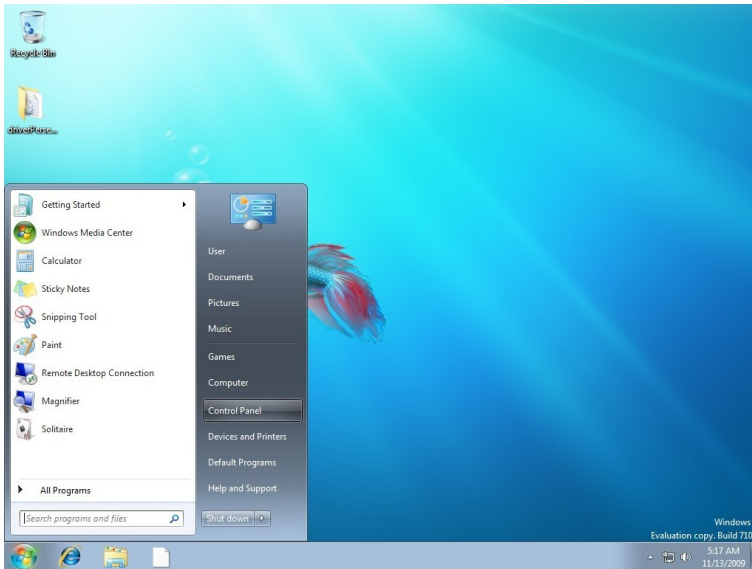 Recycle Bin
driverPerso...
Getting Started
Windows Media Center
Calculator
Sticky Notes
Snipping Tool
Paint
Remote Desktop Connection
Magnifier
Solitaire
All Programs
Search programs and files
User
Documents
Pictures
Music
Games
Computer
Control Panel
Devices and Printers
Default Programs
Help and Support
Shut down
Windows
Evaluation copy. Build 710
5:17 AM
11/13/2009